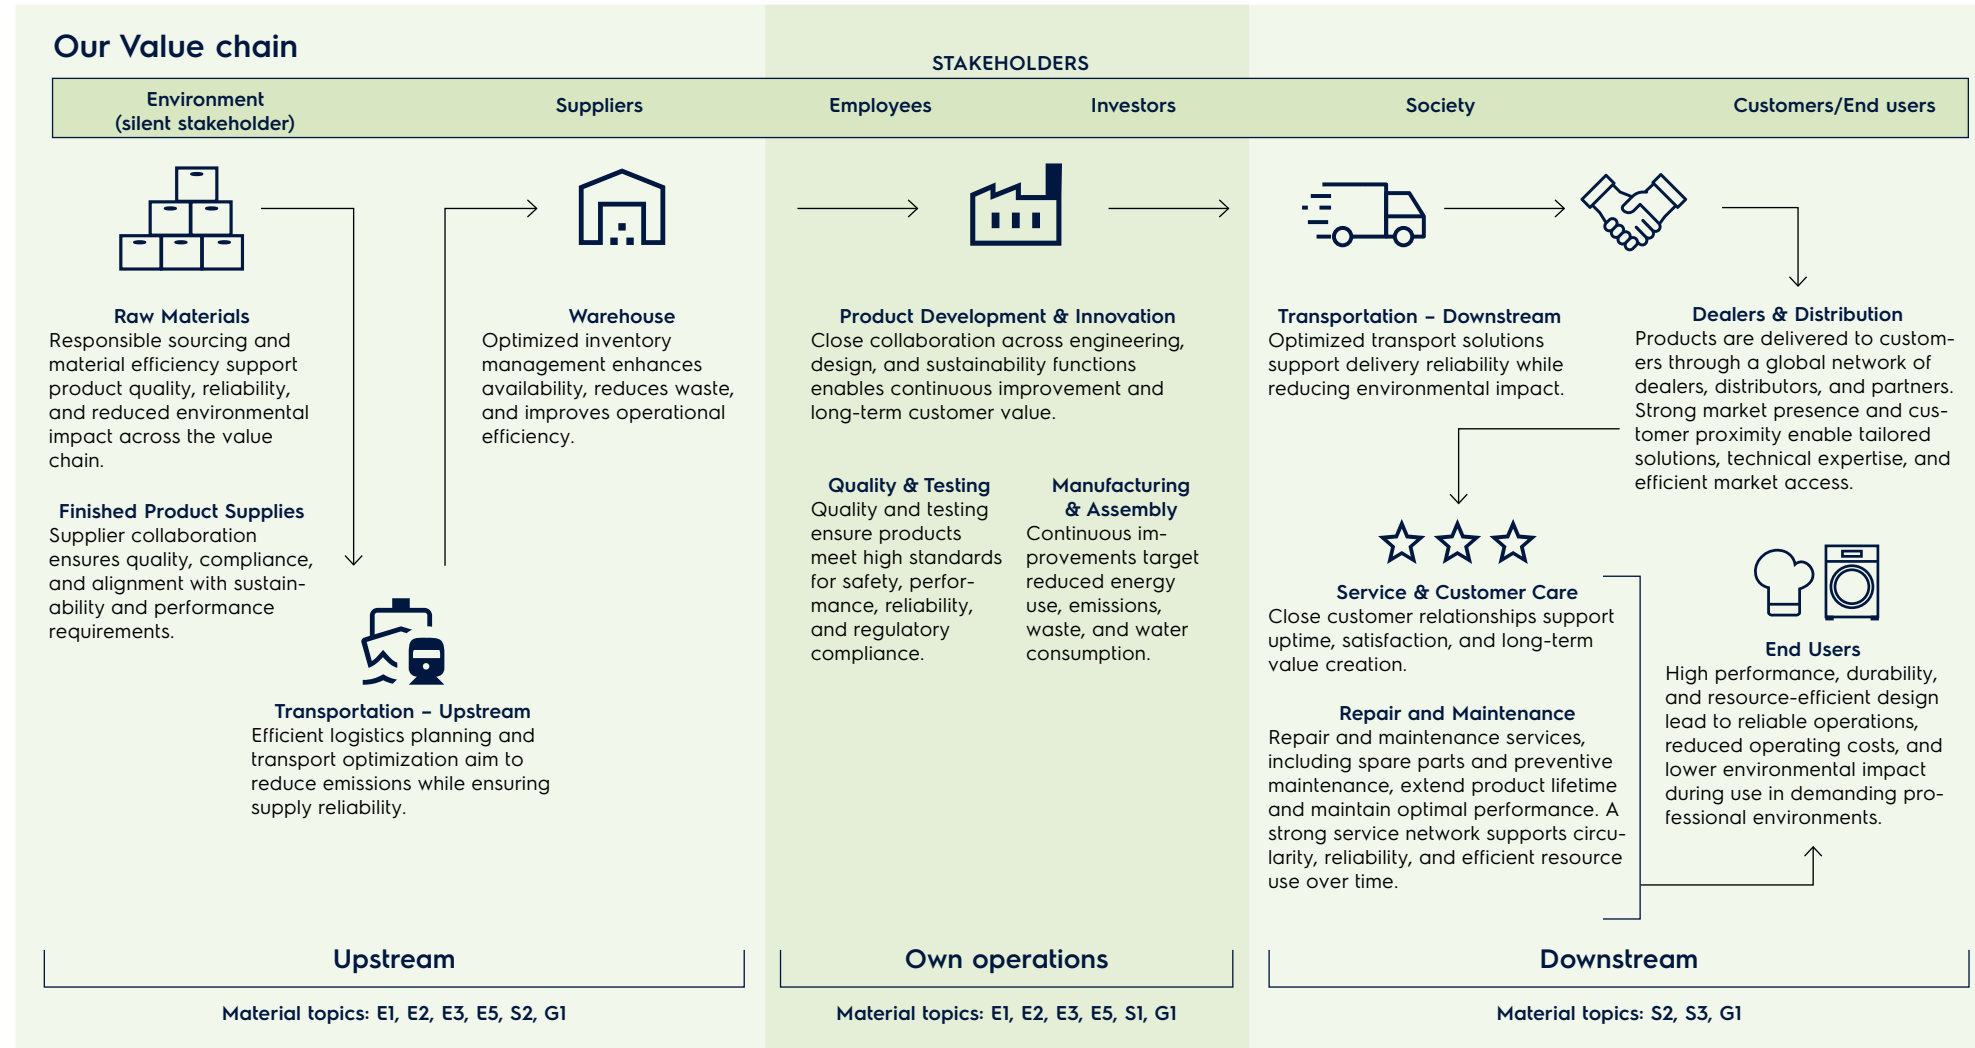 Our Value chain
STAKEHOLDERS
Environment
(silent stakeholder)
Suppliers
Employees
Investors
Society
Customers/End users
Raw Materials
Responsible sourcing and
material efficiency support
product quality, reliability,
and reduced environmental
impact across the value
chain.
Finished Product Supplies
Supplier collaboration
ensures quality, compliance,
and alignment with sustain-
ability and performance
requirements.
Transportation – Upstream
Efficient logistics planning and
transport optimization aim to
reduce emissions while ensuring
supply reliability.
Warehouse
Optimized inventory
management enhances
availability, reduces waste,
and improves operational
efficiency.
Product Development & Innovation
Close collaboration across engineering,
design, and sustainability functions
enables continuous improvement and
long-term customer value.
Quality & Testing
Quality and testing
ensure products
meet high standards
for safety, perfor-
mance, reliability,
and regulatory
compliance.
Manufacturing
& Assembly
Continuous im-
provements target
reduced energy
use, emissions,
waste, and water
consumption.
Transportation – Downstream
Optimized transport solutions
support delivery reliability while
reducing environmental impact.
Dealers & Distribution
Products are delivered to custom-
ers through a global network of
dealers, distributors, and partners.
Strong market presence and cus-
tomer proximity enable tailored
solutions, technical expertise, and
efficient market access.
Service & Customer Care
Close customer relationships support
uptime, satisfaction, and long-term
value creation.
Repair and Maintenance
Repair and maintenance services,
including spare parts and preventive
maintenance, extend product lifetime
and maintain optimal performance. A
strong service network supports circu-
larity, reliability, and efficient resource
use over time.
End Users
High performance, durability,
and resource-efficient design
lead to reliable operations,
reduced operating costs, and
lower environmental impact
during use in demanding pro-
fessional environments.
Upstream
Material topics: E1, E2, E3, E5, S2, G1
Own operations
Material topics: E1, E2, E3, E5, S1, G1
Downstream
Material topics: S2, S3, G1